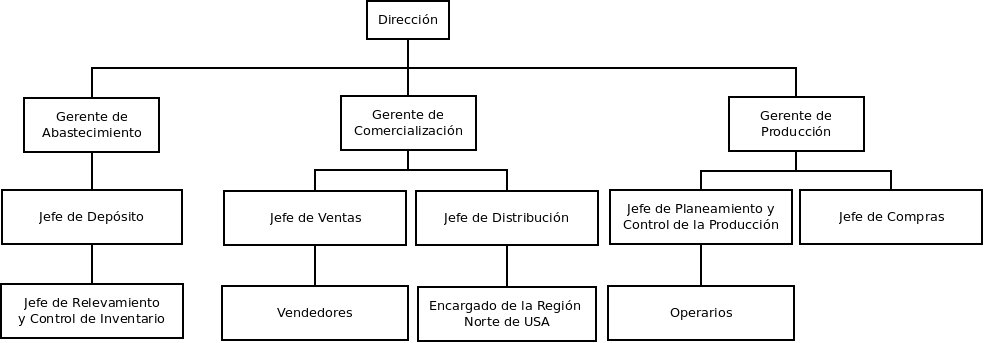 Dirección
Gerente de
Abastecimiento
Gerente de
Comercialización
Gerente de
Producción
Jefe de Depósito
Jefe de Ventas
Jefe de Distribución
Jefe de Planeamiento y
Control de la Producción
Jefe de Compras
Jefe de Relevamiento
y Control de Inventario
Vendedores
Encargado de la Región
Norte de USA
Operarios